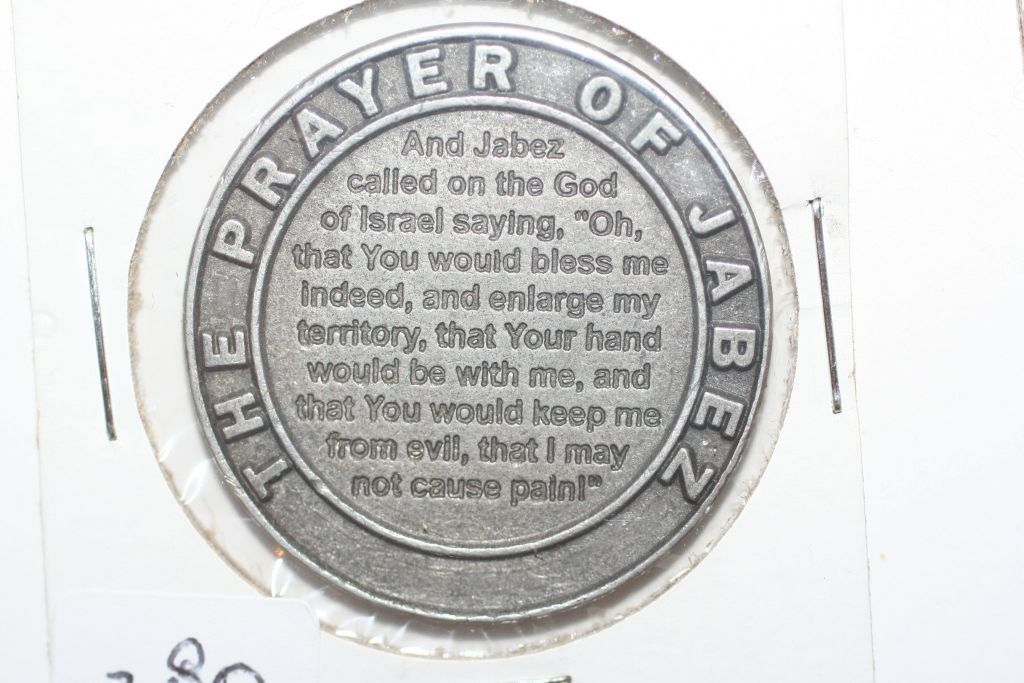 THE PRAYER OF JABEZ
And Jabez
called on the God
of Israel saying, "Oh,
that You would bless me
indeed, and enlarge my
territory, that Your hand
would be with me, and
that You would keep me
from evil, that I may
not cause pain!"